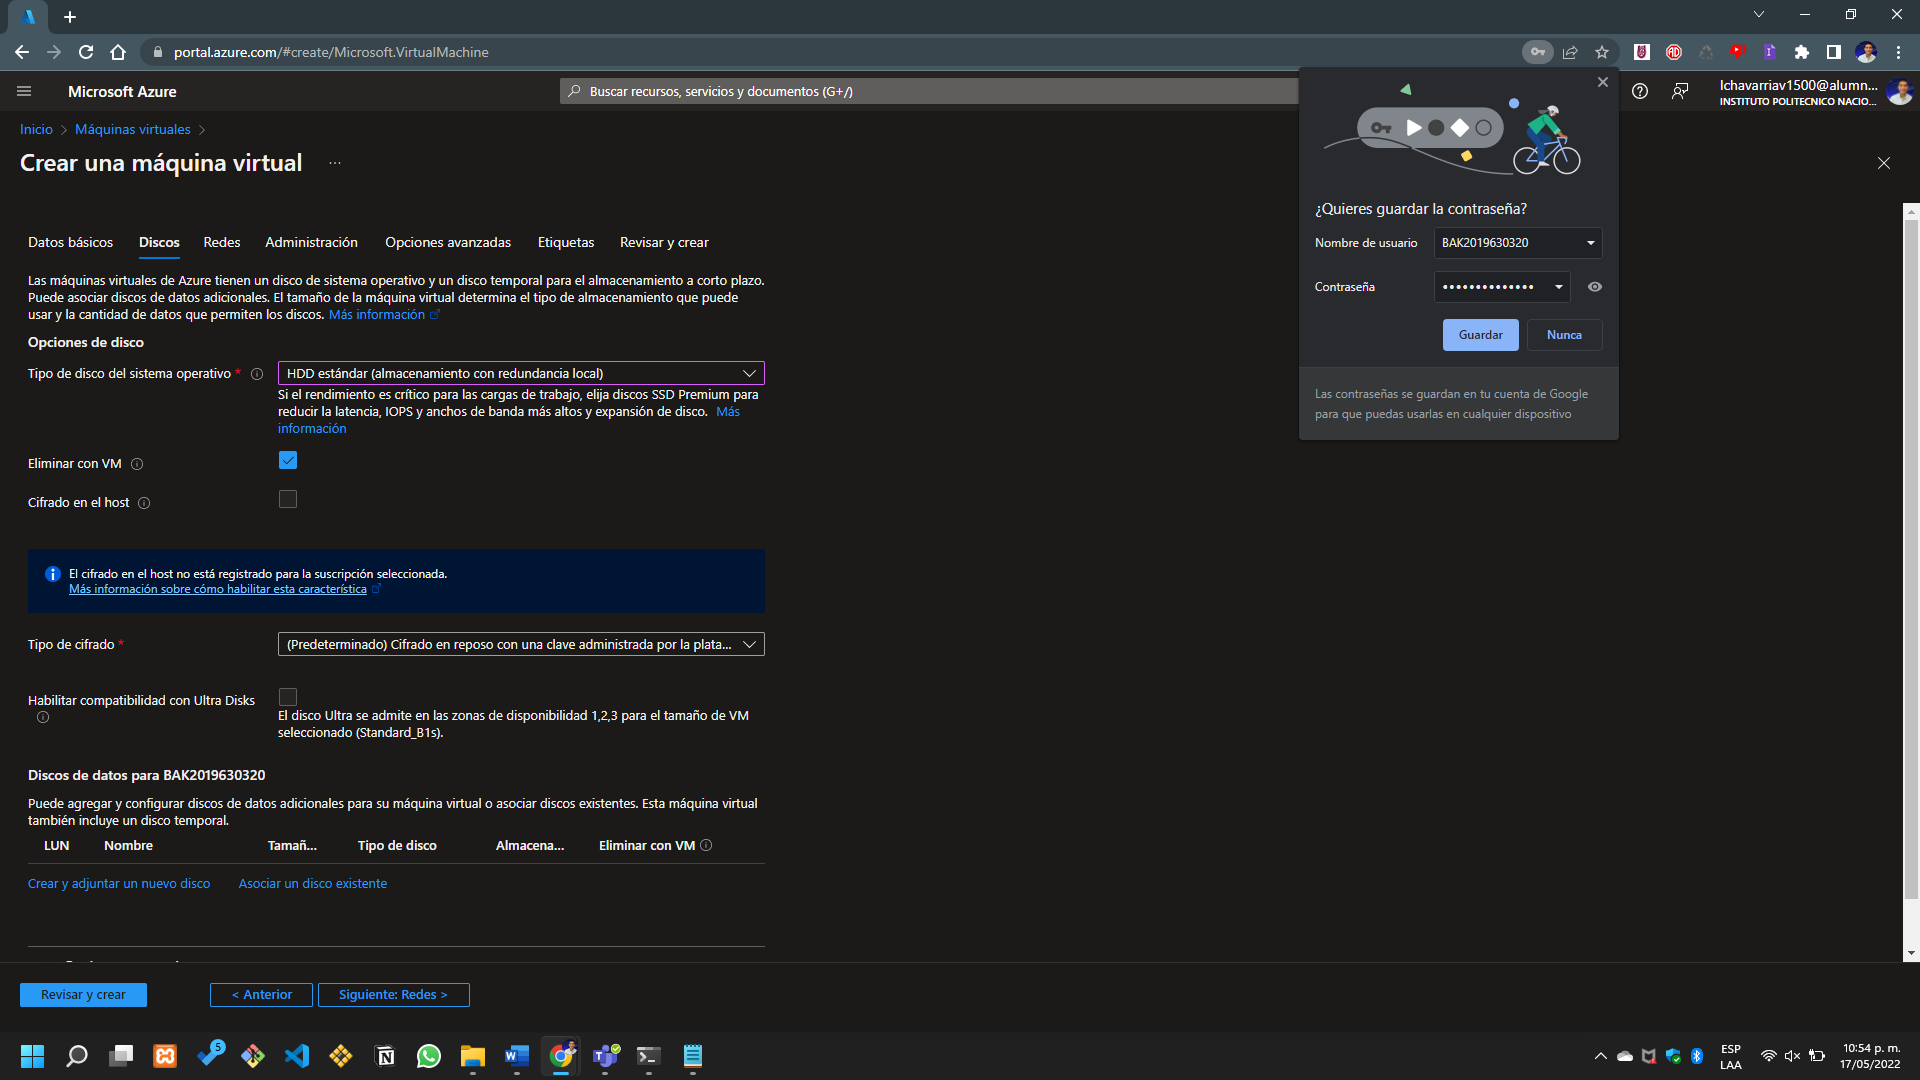 portal.azure.com/#create/Microsoft.VirtualMachine
Microsoft Azure
Buscar recursos, servicios y documentos (G+/)
lchavarriav1500@alumn...
INSTITUTO POLITECNICO NACIO...
Inicio > Máquinas virtuales >
Crear una máquina virtual ...
Datos básicos Discos Redes Administración Opciones avanzadas Etiquetas Revisar y crear
Las máquinas virtuales de Azure tienen un disco de sistema operativo y un disco temporal para el almacenamiento a corto plazo.
Puede asociar discos de datos adicionales. El tamaño de la máquina virtual determina el tipo de almacenamiento que puede
usar y la cantidad de datos que permiten los discos. Más información
Opciones de disco
Tipo de disco del sistema operativo *
HDD estándar (almacenamiento con redundancia local)
Si el rendimiento es crítico para las cargas de trabajo, elija discos SSD Premium para
reducir la latencia, IOPS y anchos de banda más altos y expansión de disco. Más
información
Eliminar con VM
Cifrado en el host
El cifrado en el host no está registrado para la suscripción seleccionada.
Más información sobre cómo habilitar esta característica
Tipo de cifrado *
(Predeterminado) Cifrado en reposo con una clave administrada por la plata...
Habilitar compatibilidad con Ultra Disks
El disco Ultra se admite en las zonas de disponibilidad 1,2,3 para el tamaño de VM
seleccionado (Standard_B1s).
Discos de datos para BAK2019630320
Puede agregar y configurar discos de datos adicionales para su máquina virtual o asociar discos existentes. Esta máquina virtual
también incluye un disco temporal.
LUN Nombre Tamañ... Tipo de disco Almacena... Eliminar con VM
Crear y adjuntar un nuevo disco Asociar un disco existente
Revisar y crear < Anterior Siguiente: Redes >
¿Quieres guardar la contraseña?
Nombre de usuario BAK2019630320
Contraseña ••••••••••••••
Guardar Nunca
Las contraseñas se guardan en tu cuenta de Google
para que puedas usarlas en cualquier dispositivo
5
ESP
LAA
10:54 p. m.
17/05/2022